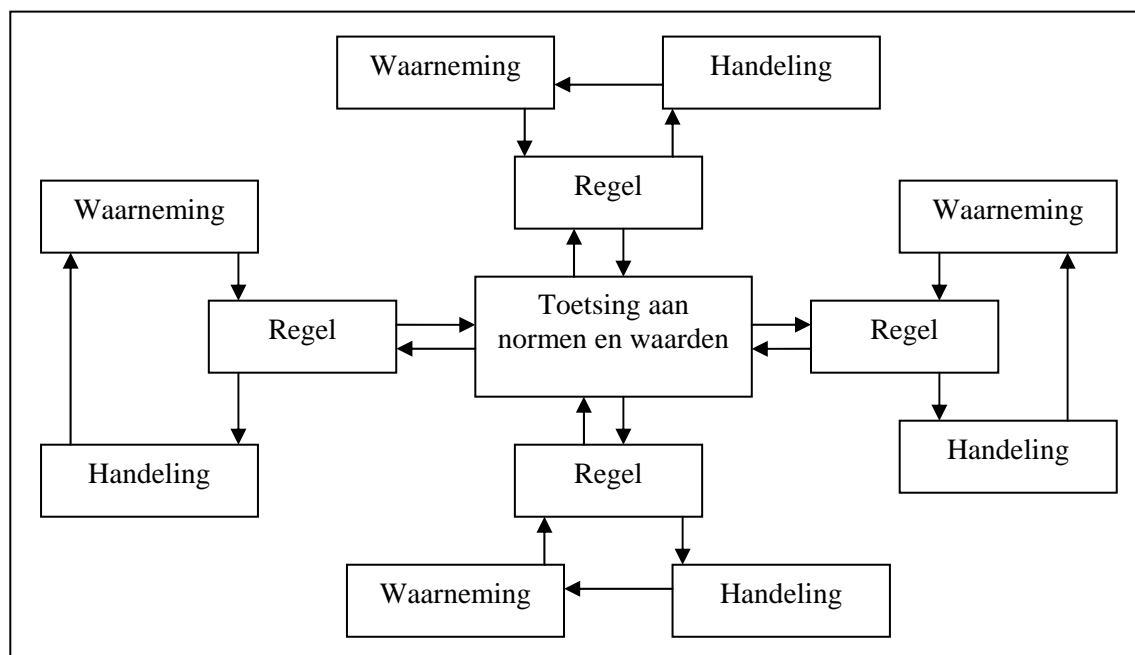 Waarneming
Handeling
Regel
Waarneming
Waarneming
Regel
Toetsing aan
normen en waarden
Regel
Handeling
Regel
Handeling
Waarneming
Handeling